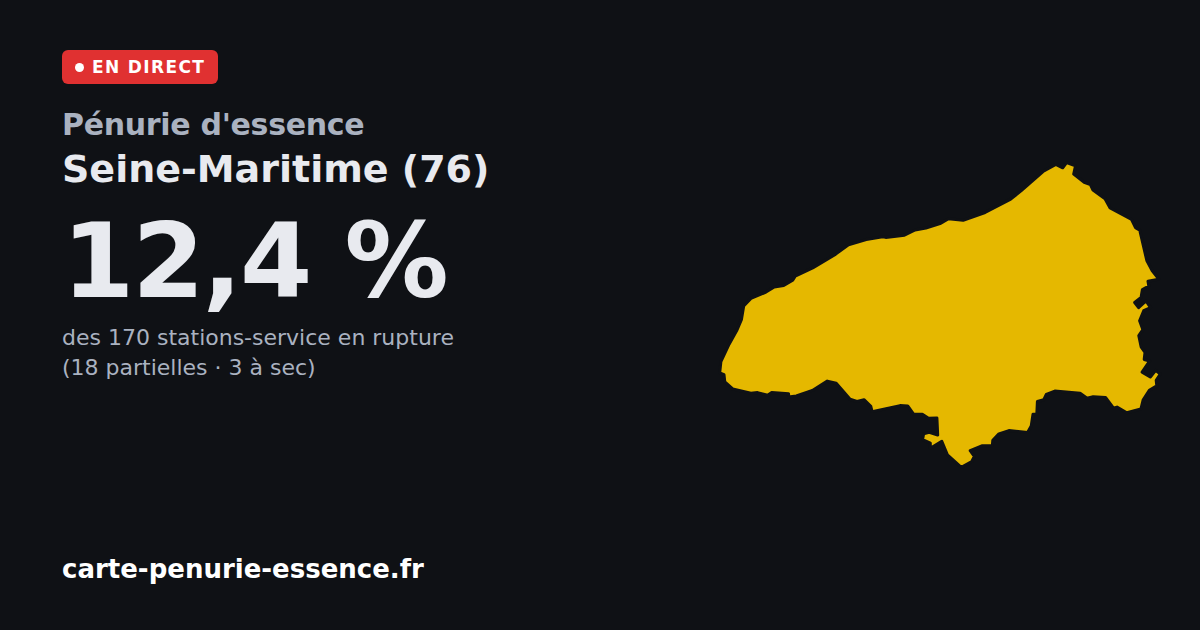 EN DIRECT
Pénurie d'essence
Seine-Maritime (76)
12,4 %
des 170 stations-service en rupture
(18 partielles · 3 à sec)
carte-penurie-essence.fr